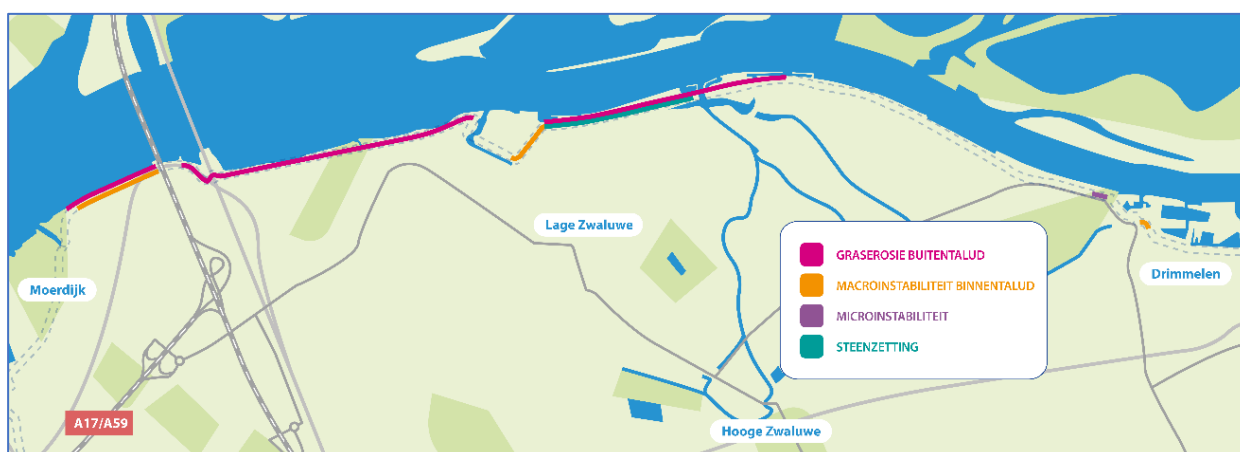 Lage Zwaluwe
GRASEROSIE BUITENTALUD
MACROINSTABILITEIT BINNENTALUD
MICROINSTABILITEIT
STEENZETTING
Drimmelen
Moerdijk
A17/A59
Hooge Zwaluwe